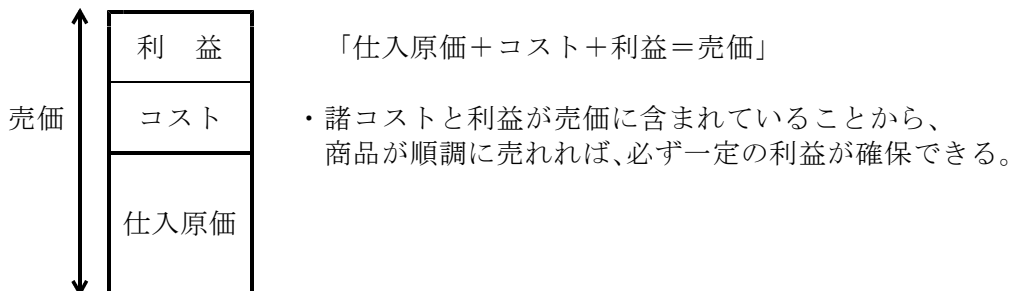 利　益
「仕入原価＋コスト＋利益＝売価」
売価
コスト
・諸コストと利益が売価に含まれていることから、
商品が順調に売れれば、必ず一定の利益が確保できる。
仕入原価